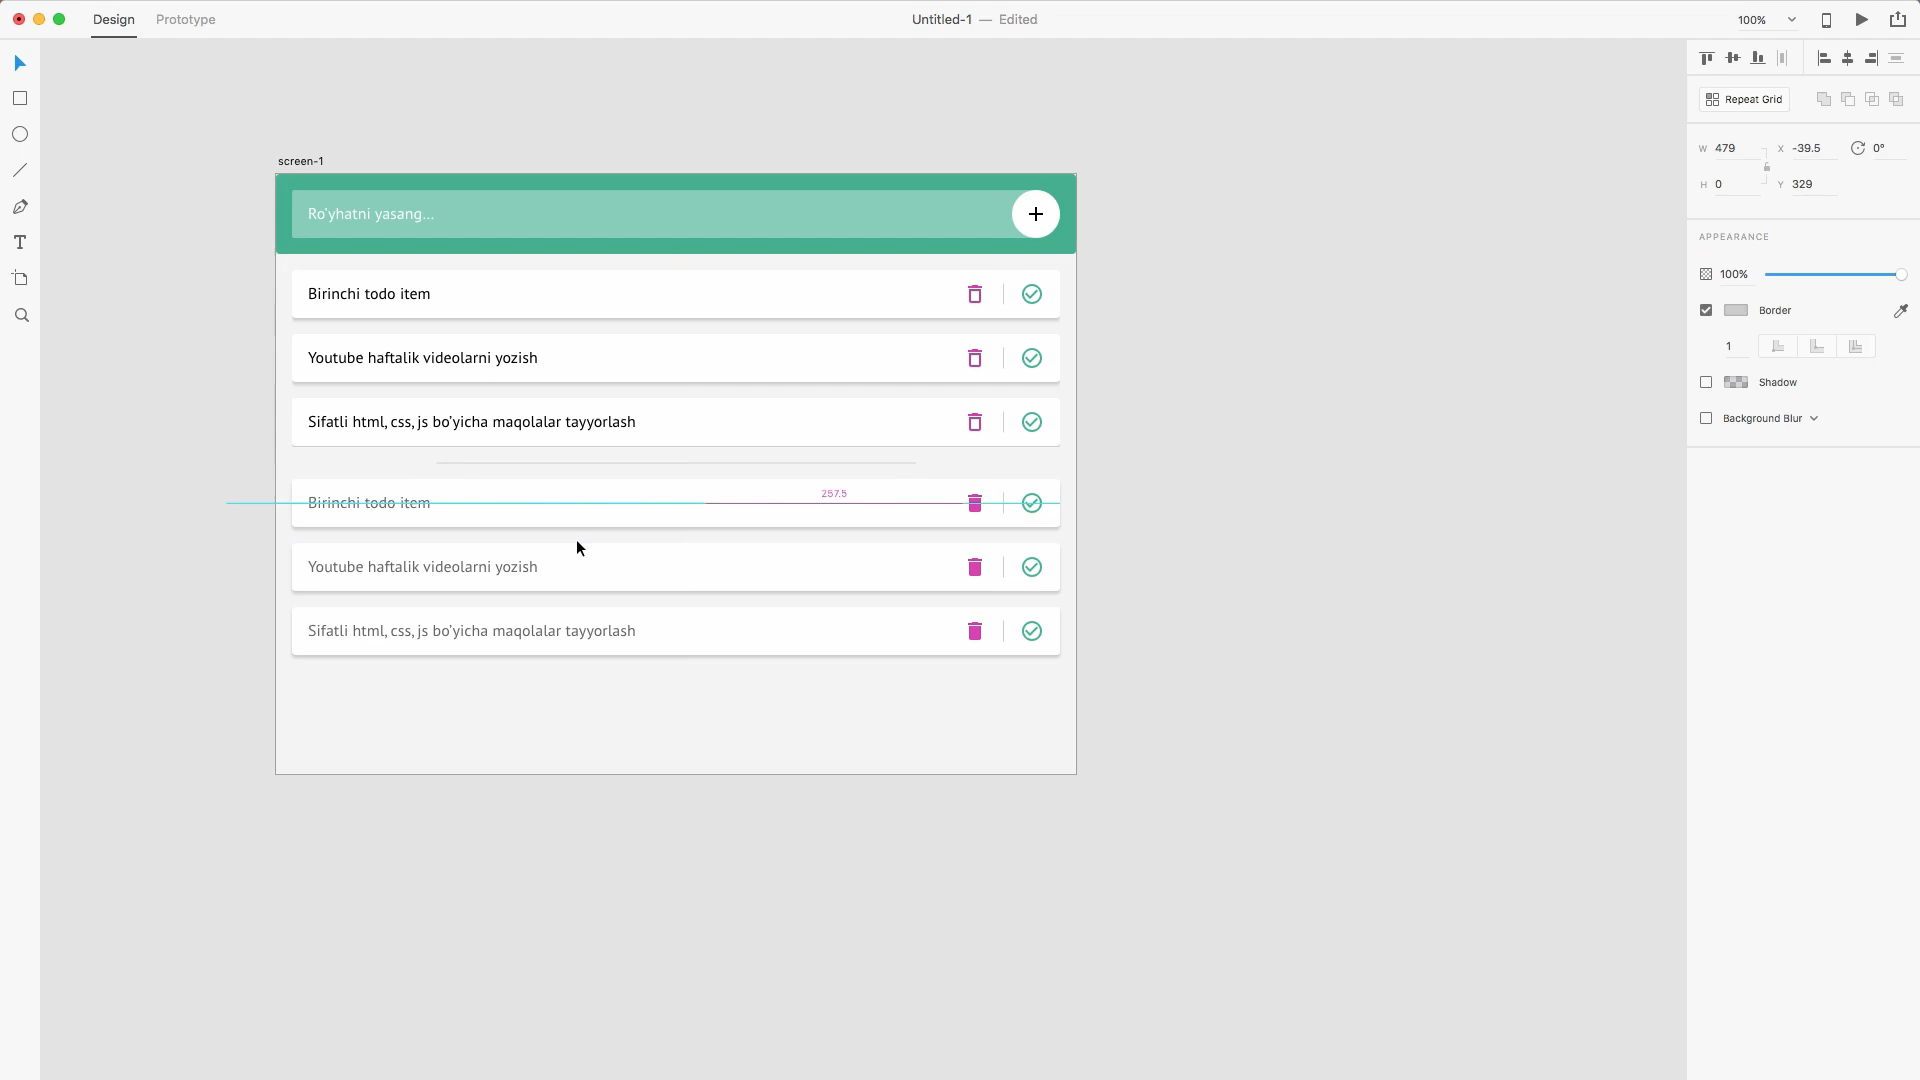 Design Prototype Untitled-1 — Edited 100%
Repeat Grid
W 479 X -39.5 0°
H 0 Y 329
APPEARANCE
100%
Border
1
Shadow
Background Blur
screen-1
Ro'yhatni yasang...
Birinchi todo item
Youtube haftalik videolarni yozish
Sifatli html, css, js bo'yicha maqolalar tayyorlash
Birinchi todo item
257.5
Youtube haftalik videolarni yozish
Sifatli html, css, js bo'yicha maqolalar tayyorlash